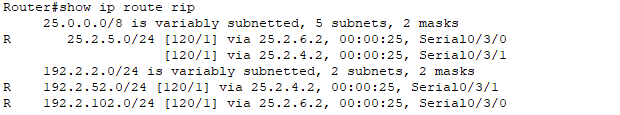 Router#show ip route rip
     25.0.0.0/8 is variably subnetted, 5 subnets, 2 masks
R       25.2.5.0/24 [120/1] via 25.2.6.2, 00:00:25, Serial0/3/0
                    [120/1] via 25.2.4.2, 00:00:25, Serial0/3/1
     192.2.2.0/24 is variably subnetted, 2 subnets, 2 masks
R    192.2.52.0/24 [120/1] via 25.2.4.2, 00:00:25, Serial0/3/1
R    192.2.102.0/24 [120/1] via 25.2.6.2, 00:00:25, Serial0/3/0